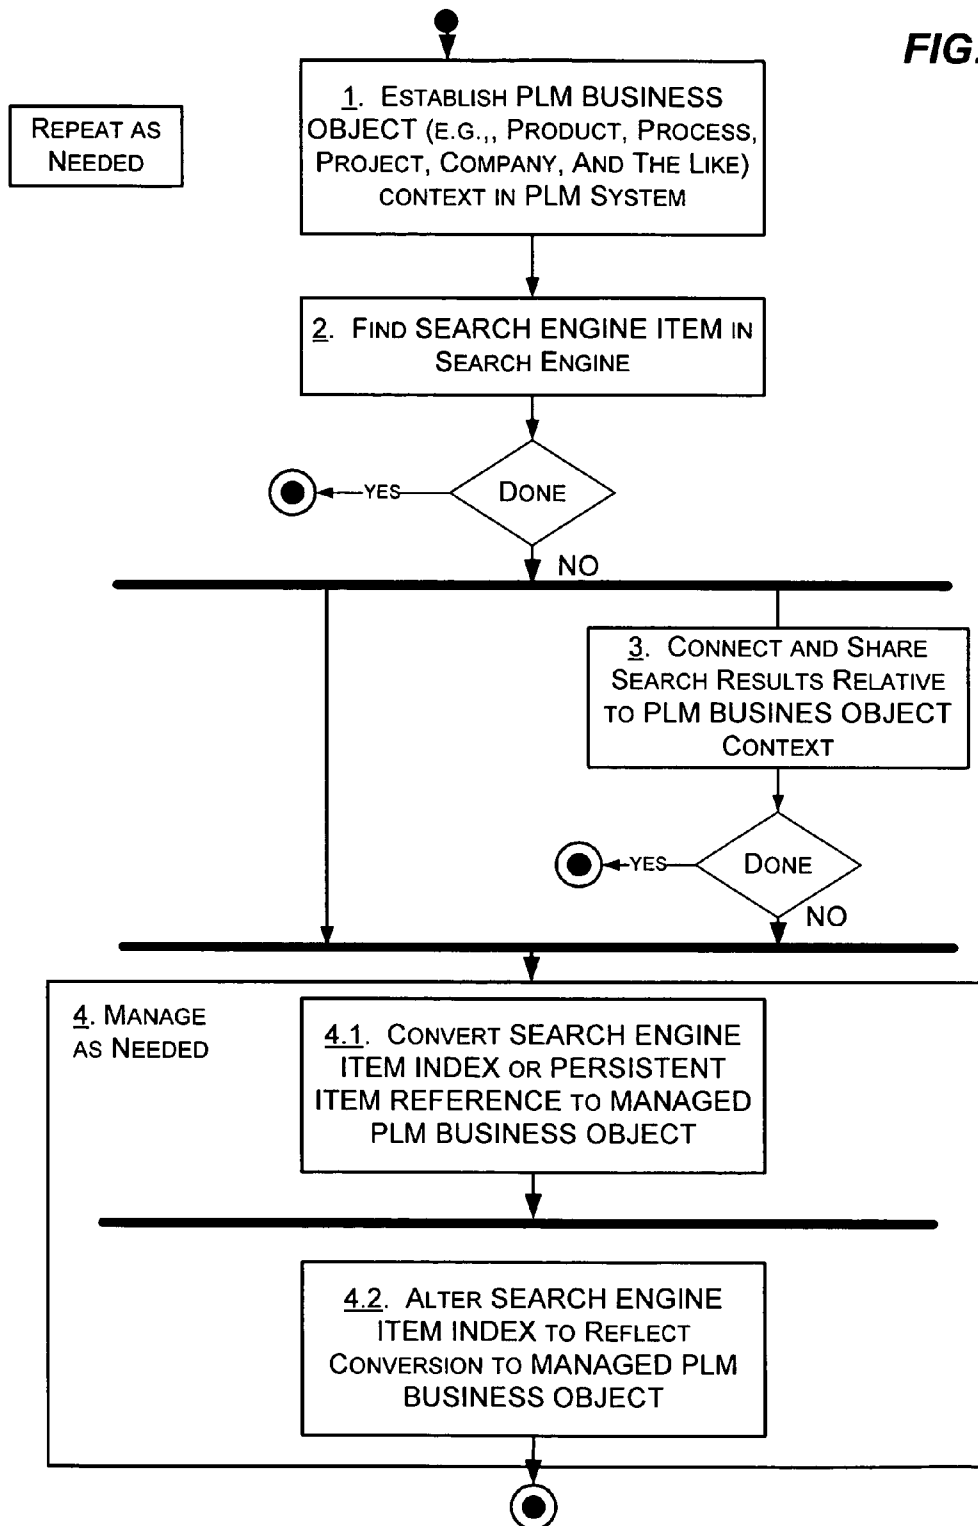 FIG.
1. ESTABLISH PLM BUSINESS
OBJECT (E.G.,, PRODUCT, PROCESS,
PROJECT, COMPANY, AND THE LIKE)
CONTEXT IN PLM SYSTEM
REPEAT AS
NEEDED
2. FIND SEARCH ENGINE ITEM IN
SEARCH ENGINE
DONE
YES
NO
3. CONNECT AND SHARE
SEARCH RESULTS RELATIVE
TO PLM BUSINES OBJECT
CONTEXT
DONE
YES
NO
4. MANAGE
AS NEEDED
4.1. CONVERT SEARCH ENGINE
ITEM INDEX OR PERSISTENT
ITEM REFERENCE TO MANAGED
PLM BUSINESS OBJECT
4.2. ALTER SEARCH ENGINE
ITEM INDEX TO REFLECT
CONVERSION TO MANAGED PLM
BUSINESS OBJECT